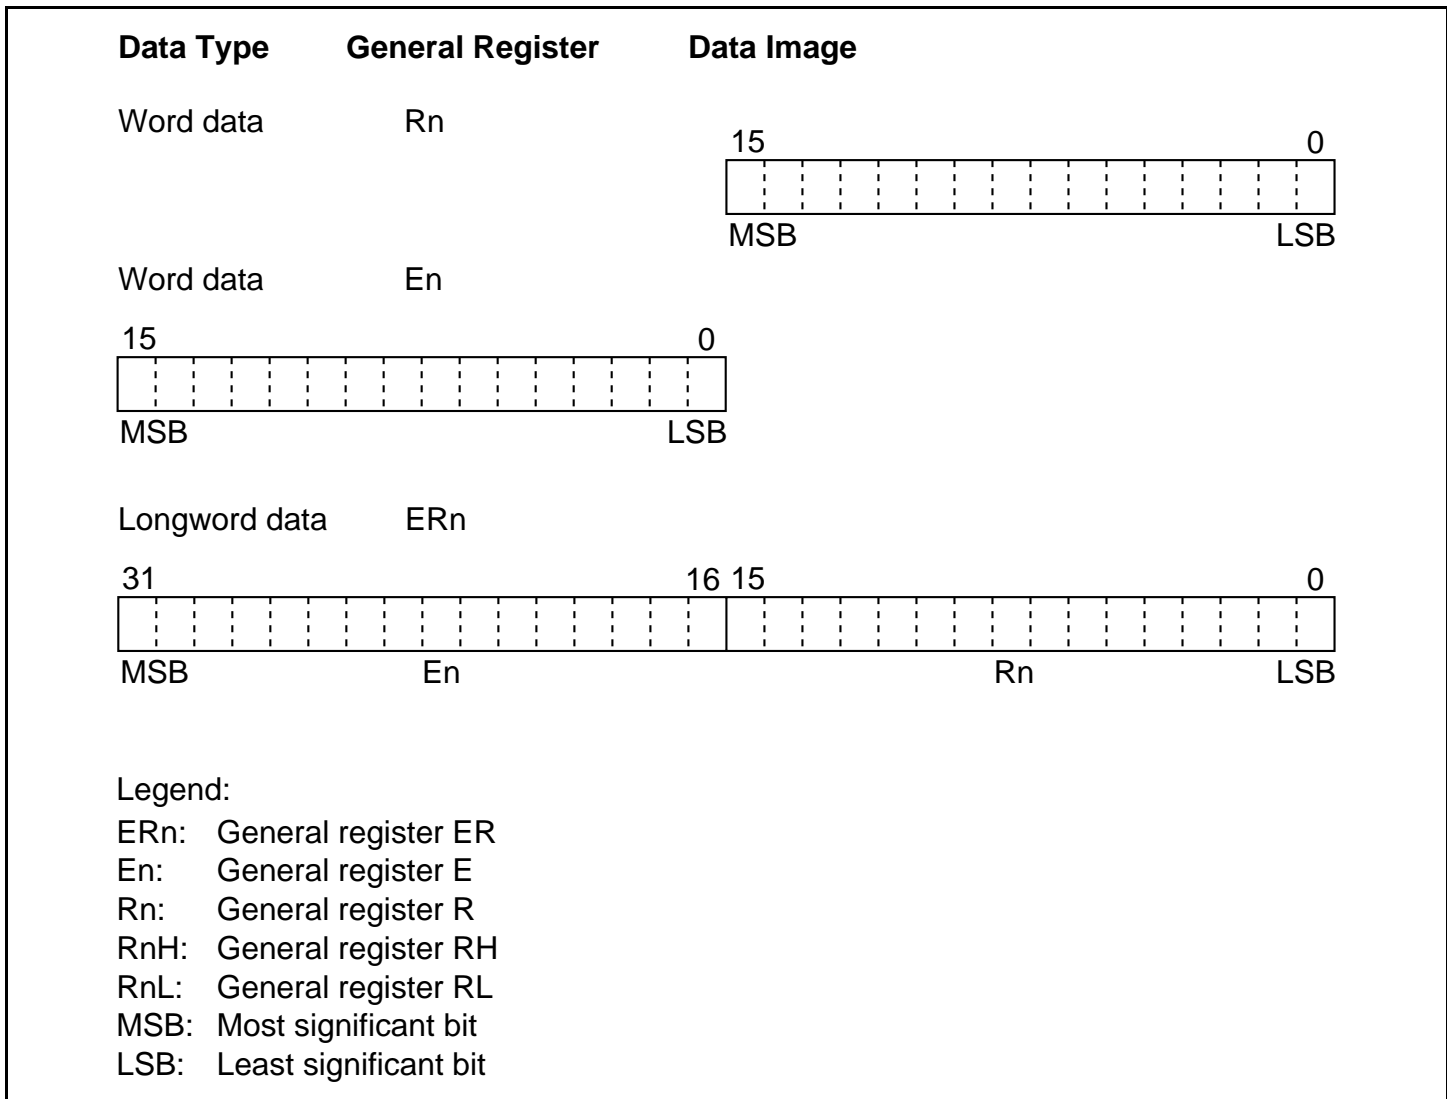 Data Type General Register Data Image
Word data Rn
15 0
MSB LSB
Word data En
15 0
MSB LSB
Longword data ERn
31 16 15 0
MSB En Rn LSB
Legend:
ERn: General register ER
En: General register E
Rn: General register R
RnH: General register RH
RnL: General register RL
MSB: Most significant bit
LSB: Least significant bit